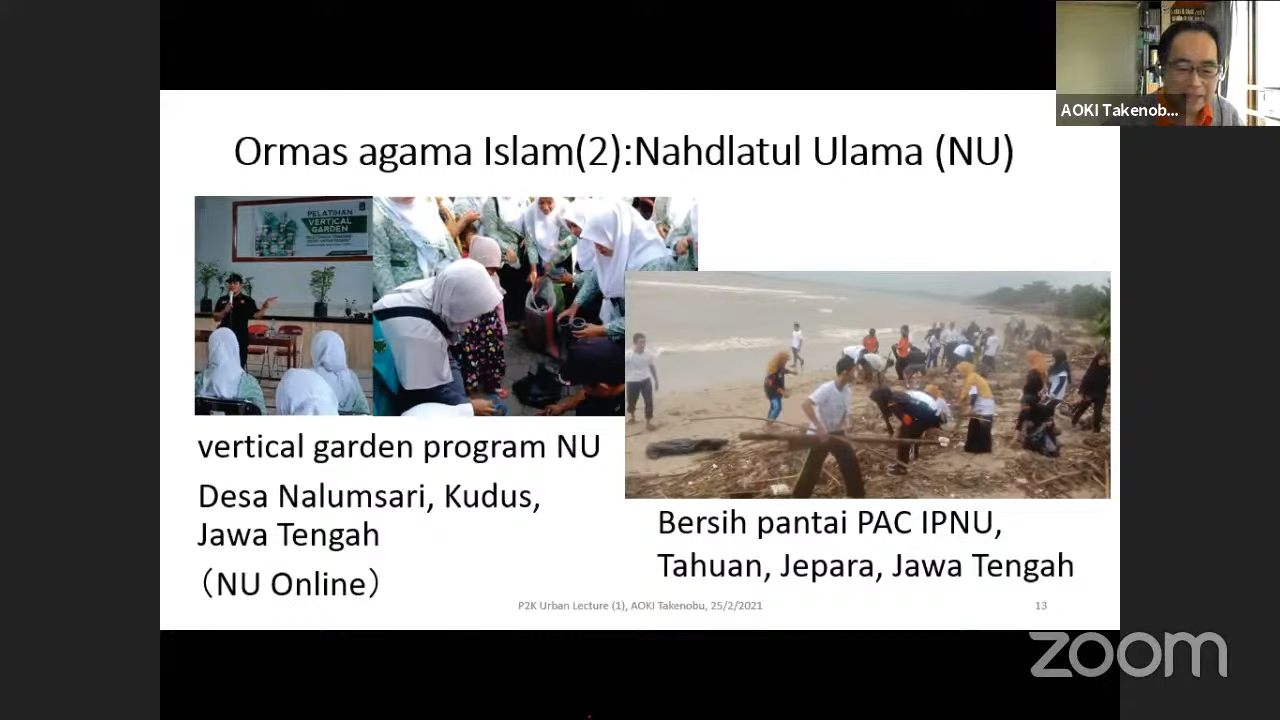 AOKI Takenob...
Ormas agama Islam(2):Nahdlatul Ulama (NU)
PELATIHAN
VERTICAL
GARDEN
vertical garden program NU
Desa Nalumsari, Kudus,
Jawa Tengah
（NU Online）
Bersih pantai PAC IPNU,
Tahuan, Jepara, Jawa Tengah
P2K Urban Lecture (1), AOKI Takenobu, 25/2/2021
13
zoom